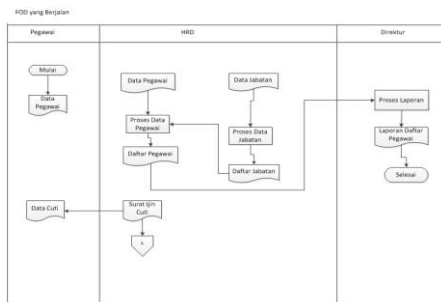 FOD yang Berjalan
Pegawai
HRD
Direktur
Mulai
Data
Pegawai
Data Pegawai
Data Jabatan
Proses Data
Pegawai
Proses Data
Jabatan
Daftar Pegawai
Daftar Jabatan
Proses Laporan
Laporan Daftar
Pegawai
Selesai
Data Cuti
Surat Ijin
Cuti
A